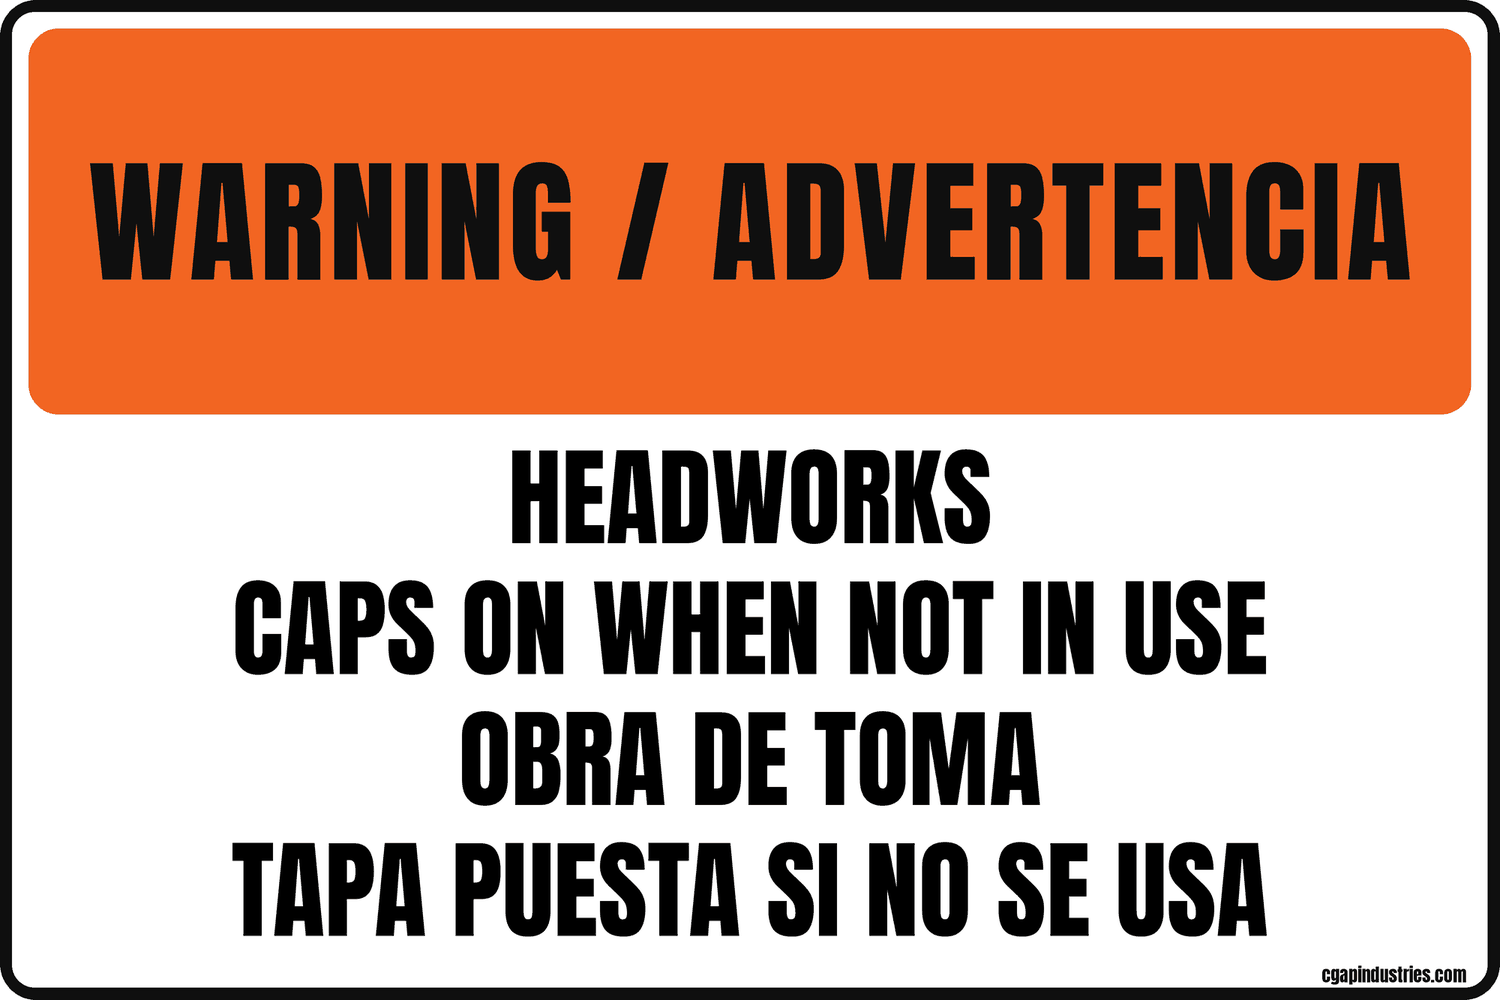 WARNING / ADVERTENCIA
HEADWORKS
CAPS ON WHEN NOT IN USE
OBRA DE TOMA
TAPA PUESTA SI NO SE USA
cgapindustries.com